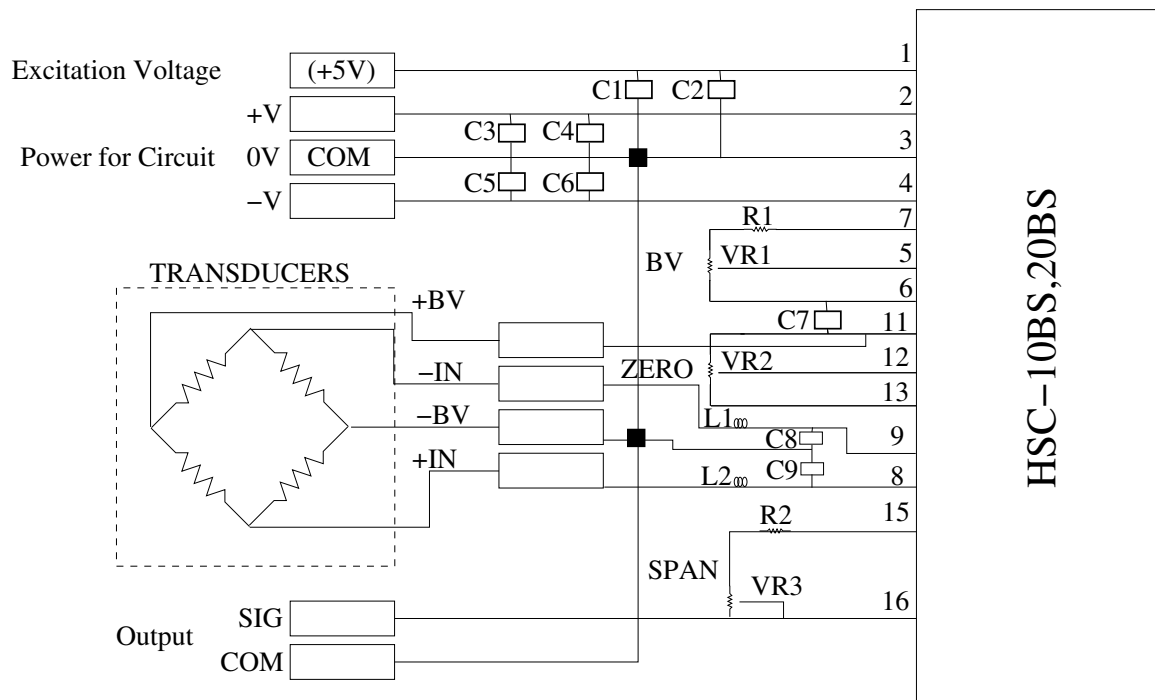 Excitation Voltage (+5V) C1 C2 1
+V C3 C4 2
Power for Circuit 0V COM 3
−V C5 C6 4
R1 7
BV VR1 5
6
TRANSDUCERS
+BV C7 11
ZERO VR2 12
−IN 13
−BV L1 C8 9
+IN L2 C9 8
R2 15
SPAN VR3
Output SIG 16
COM
HSC−10BS,20BS